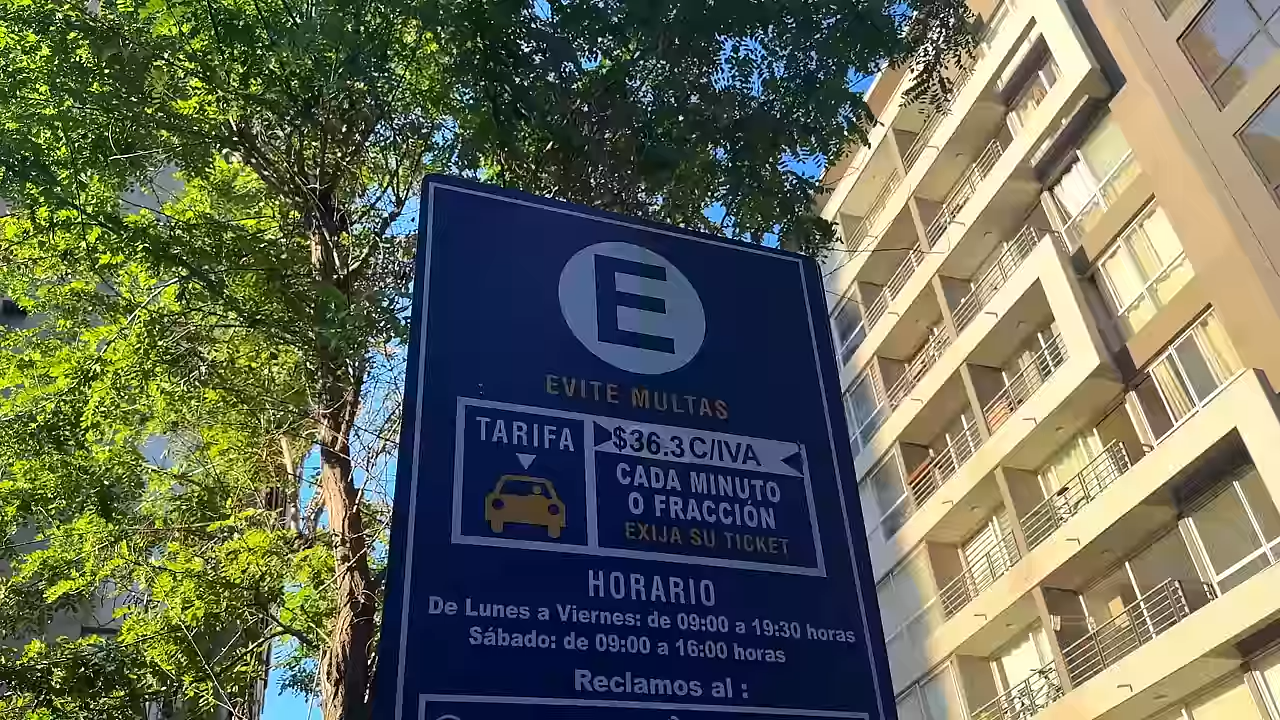 E
EVITE MULTAS
TARIFA
$36.3 C/IVA
CADA MINUTO
O FRACCIÓN
EXIJA SU TICKET
HORARIO
De Lunes a Viernes: de 09:00 a 19:30 horas
Sábado: de 09:00 a 16:00 horas
Reclamos al :